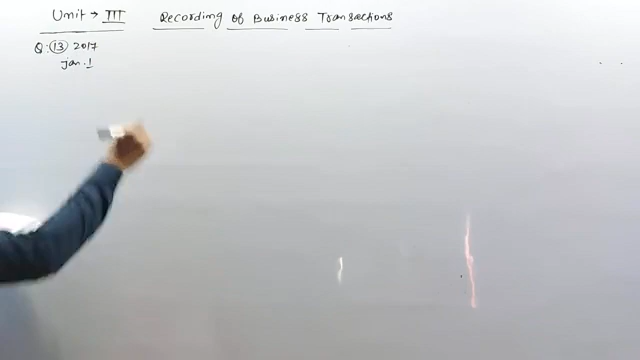 Unit → III Recording of Business Transactions
Q: 13 2017
Jan. 1